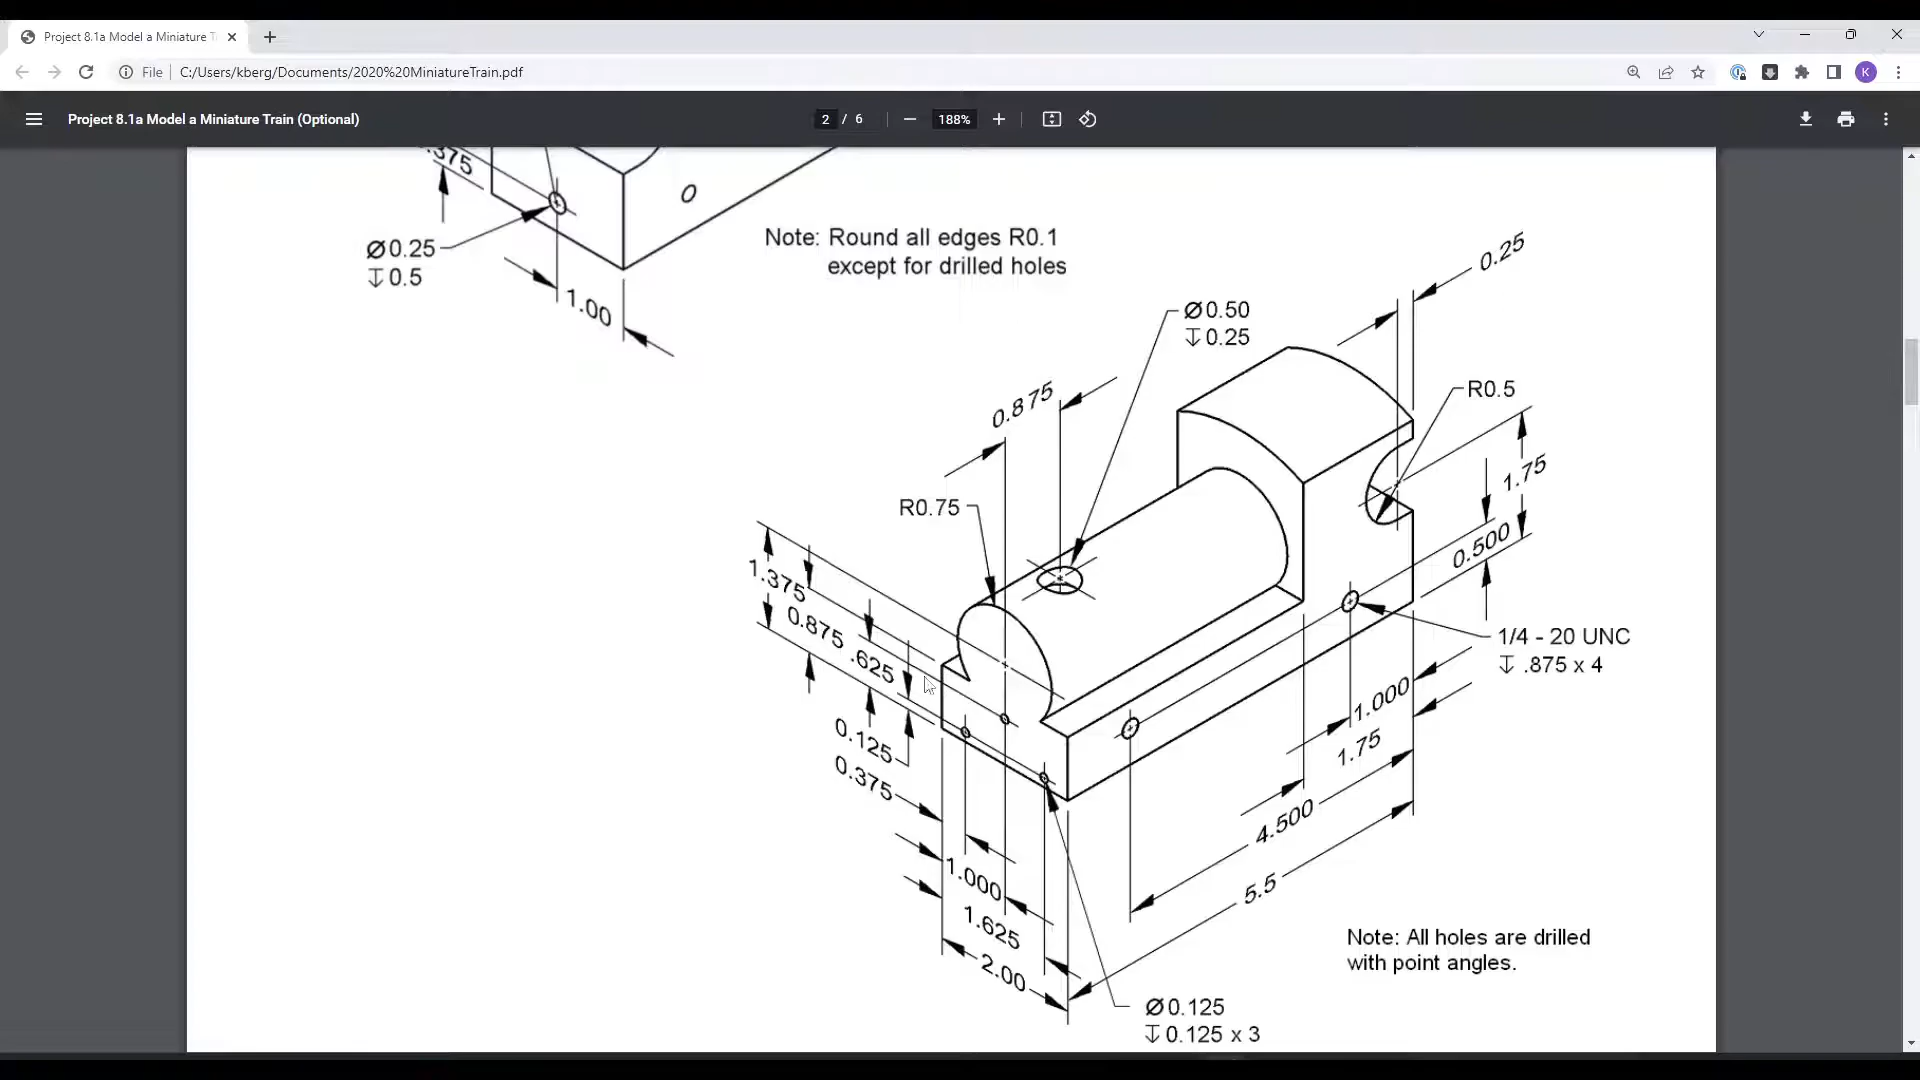 Project 8.1a Model a Miniature T
File
C:/Users/kberg/Documents/2020%20MiniatureTrain.pdf
K
Project 8.1a Model a Miniature Train (Optional)
2 / 6
188%
.375
Ø0.25
↧0.5
1.00
Note: Round all edges R0.1
except for drilled holes
0.25
Ø0.50
↧0.25
0.875
R0.5
1.75
R0.75
0.500
1.375
0.875
.625
1/4 - 20 UNC
↧ .875 x 4
1.000
0.125
1.75
0.375
4.500
1.000
5.5
1.625
Note: All holes are drilled
with point angles.
2.00
Ø0.125
↧0.125 x 3